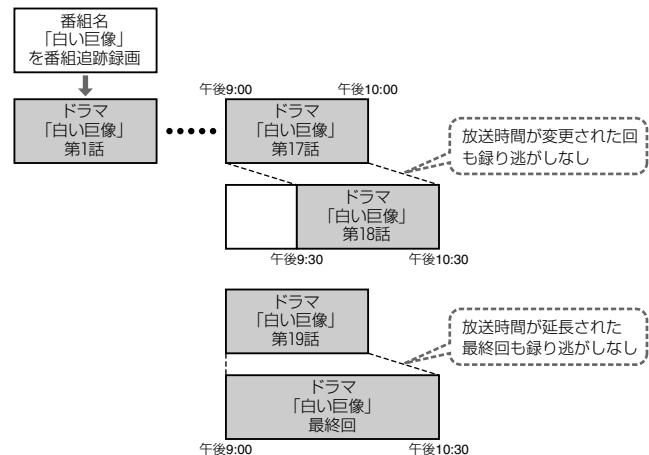 番組名
「白い巨像」
を番組追跡録画
ドラマ
「白い巨像」
第1話
午後9:00
午後10:00
ドラマ
「白い巨像」
第17話
放送時間が変更された回
も録り逃がしなし
ドラマ
「白い巨像」
第18話
午後9:30
午後10:30
ドラマ
「白い巨像」
第19話
放送時間が延長された
最終回も録り逃がしなし
ドラマ
「白い巨像」
最終回
午後9:00
午後10:30